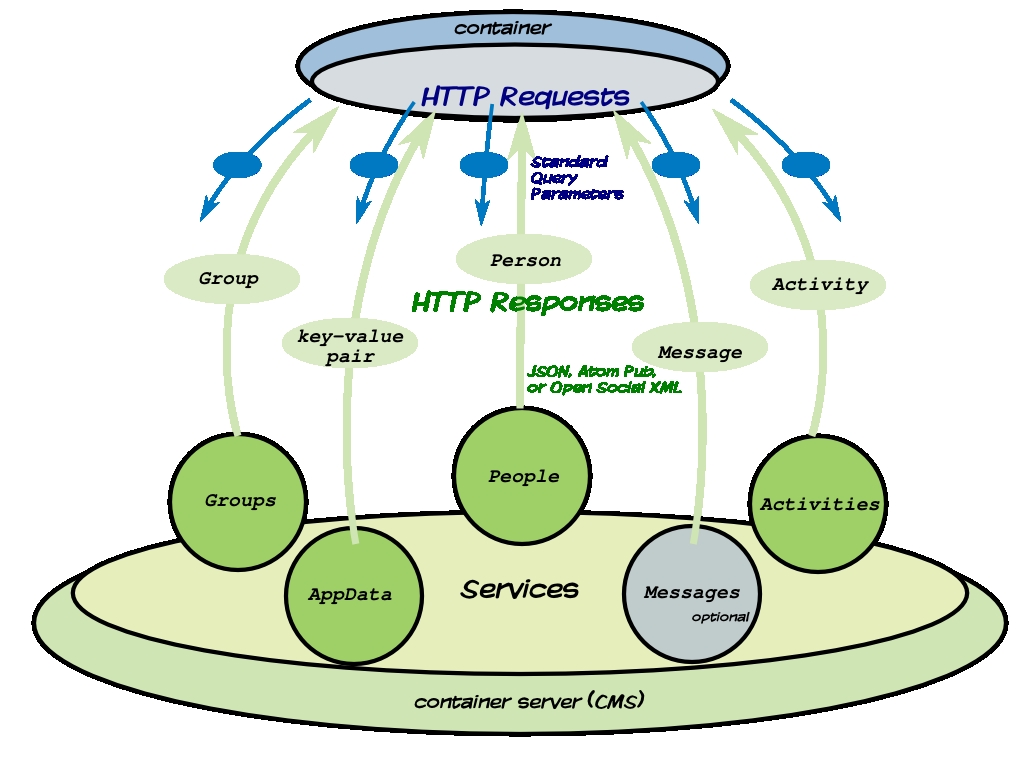 container
HTTP Requests
Standard
Query
Parameters
Person
Group
Activity
HTTP Responses
key-value
pair
Message
JSON, Atom Pub,
or Open Social XML
People
Groups
Activities
AppData
Services
Messages
optional
container server (CMS)